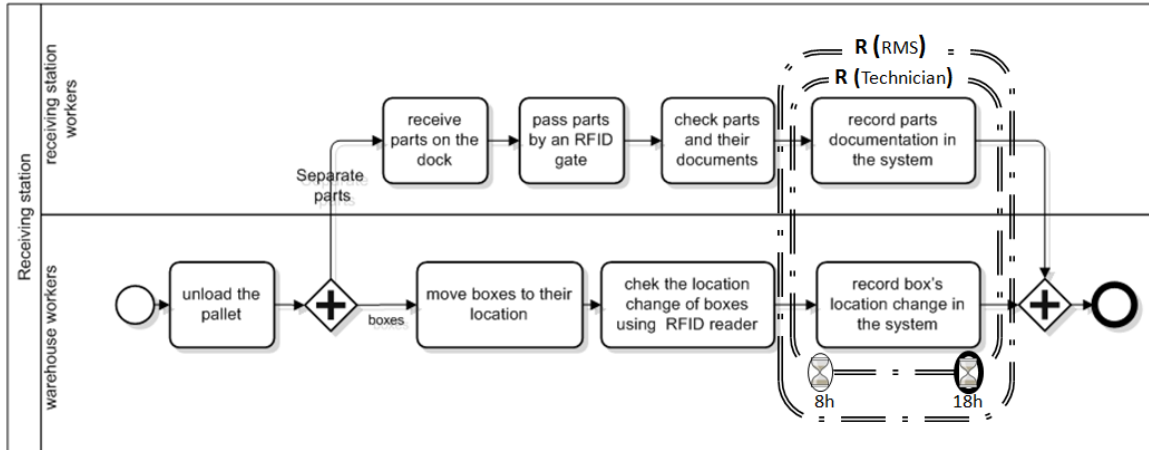 Receiving station
receiving station
workers
warehouse workers
R (RMS)
R (Technician)
receive
parts on the
dock
pass parts
by an RFID
gate
check parts
and their
documents
record parts
documentation in
the system
Separate
parts
unload the
pallet
boxes
move boxes to their
location
chek the location
change of boxes
using RFID reader
record box's
location change in
the system
8h
18h